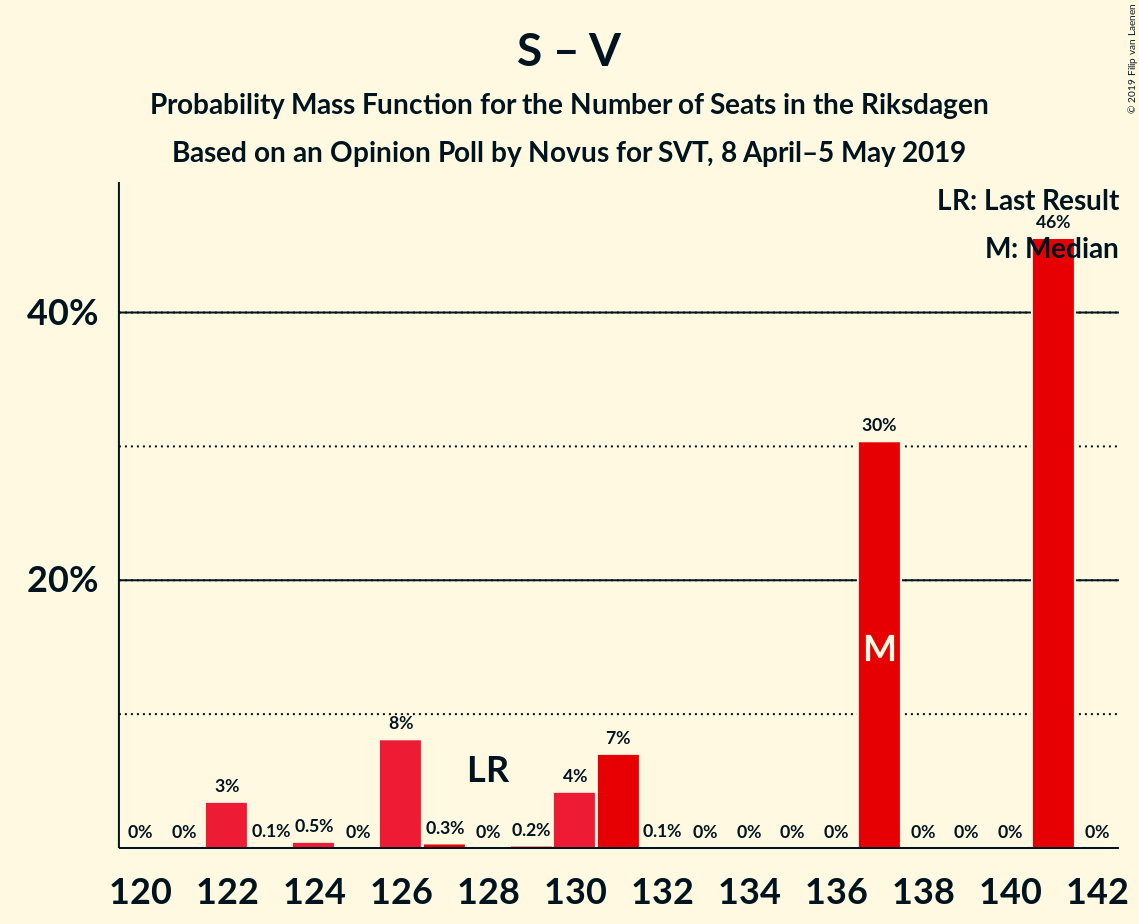 © 2019 Filip van Laenen
S – V
Probability Mass Function for the Number of Seats in the Riksdagen
Based on an Opinion Poll by Novus for SVT, 8 April–5 May 2019
LR: Last Result
M: Median
40%
20%
0% 0% 3% 0.1% 0.5% 0% 8% 0.3% 0% 0.2% 4% 7% 0.1% 0% 0% 0% 0% 30% 0% 0% 0% 46% 0%
LR
M
120 122 124 126 128 130 132 134 136 138 140 142